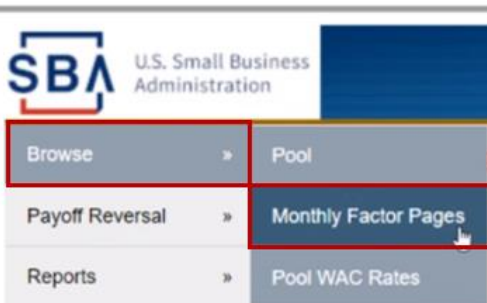 SBA
U.S. Small Business
Administration
Browse » Pool
Payoff Reversal » Monthly Factor Pages
Reports » Pool WAC Rates